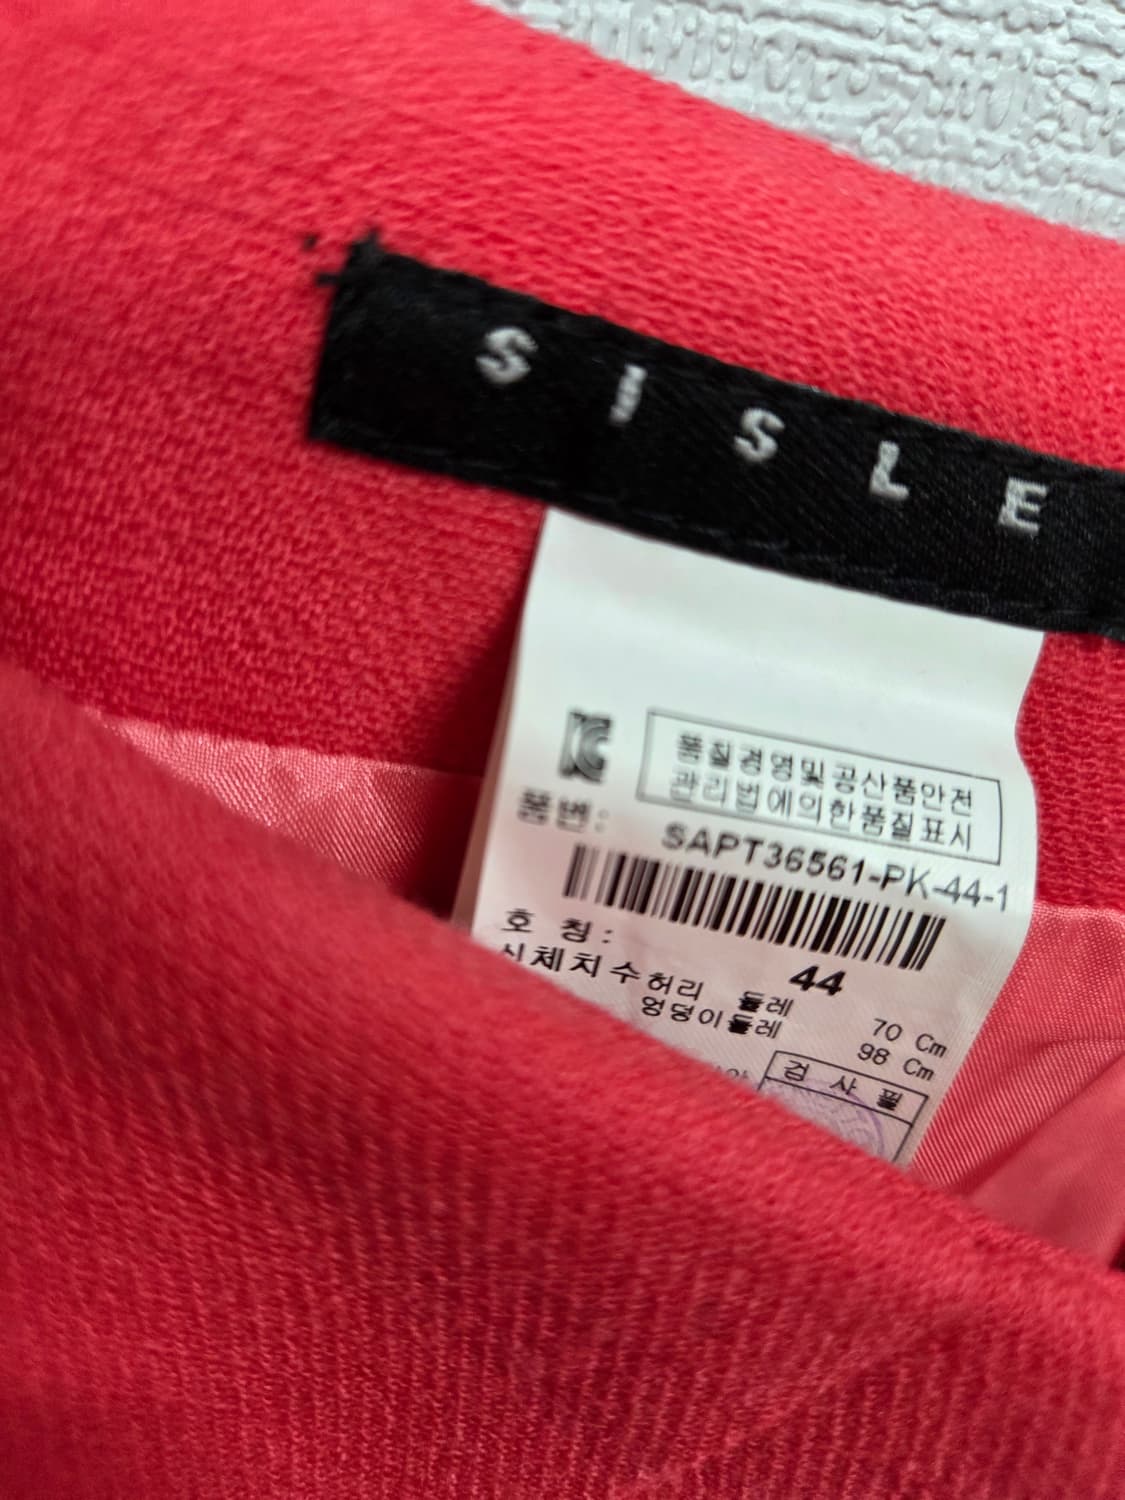 SISLE
KC
품질경영및공산품안전
관리법에의한품질표시
품번:
SAPT36561-PK-44-1
호 칭:
44
신체치수 허리 둘레 70 Cm
엉덩이둘레 98 Cm
검 사 필